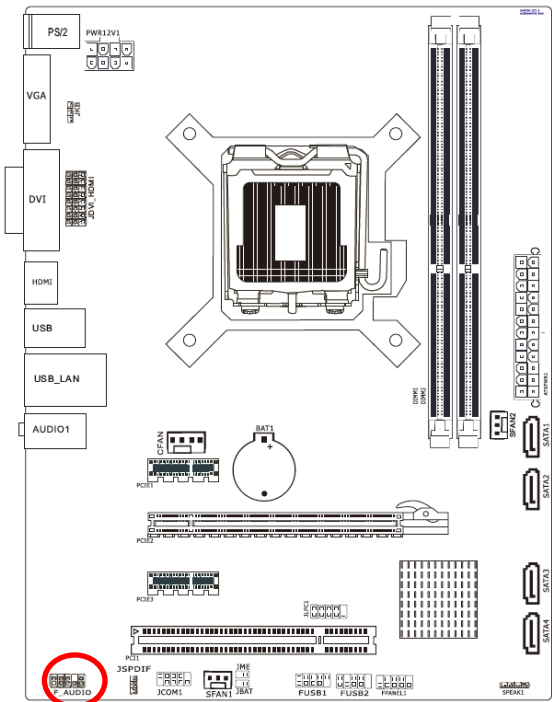 PS/2
PWR12V1
VGA
JKB
DVI
JDVI_HDMI
HDMI
USB
USB_LAN
AUDIO1
DIMM1
DIMM2
ATXPWR1
SFAN2
SATA1
CFAN
BAT1
PCIE1
SATA2
PCIE2
PCIE3
SATA3
JLPC1
SATA4
PCI1
F_AUDIO
JSPDIF
JCOM1
SFAN1
JME
JBAT
FUSB1
FUSB2
FPANEL1
SPEAK1